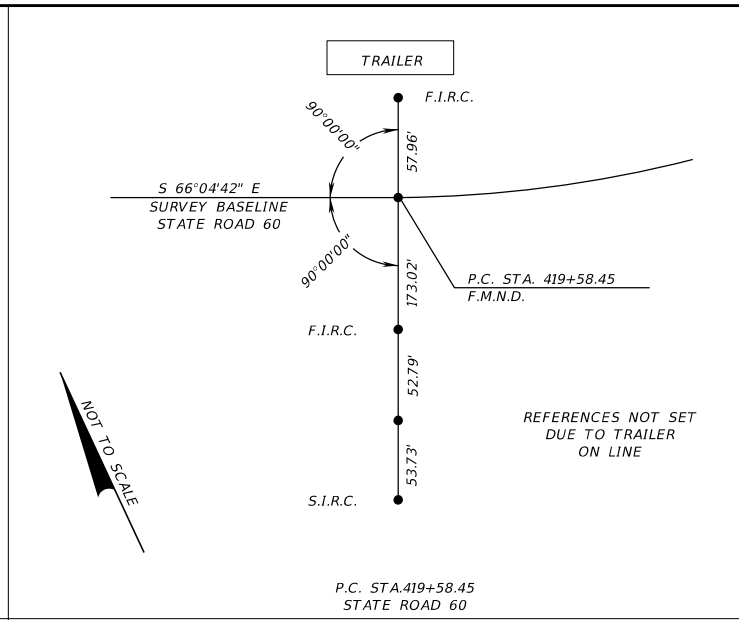 TRAILER
F.I.R.C.
90°00'00"
57.96'
S 66°04'42" E
SURVEY BASELINE
STATE ROAD 60
90°00'00"
173.02'
P.C. STA. 419+58.45
F.M.N.D.
F.I.R.C.
52.79'
NOT TO SCALE
REFERENCES NOT SET
DUE TO TRAILER
ON LINE
53.73'
S.I.R.C.
P.C. STA.419+58.45
STATE ROAD 60